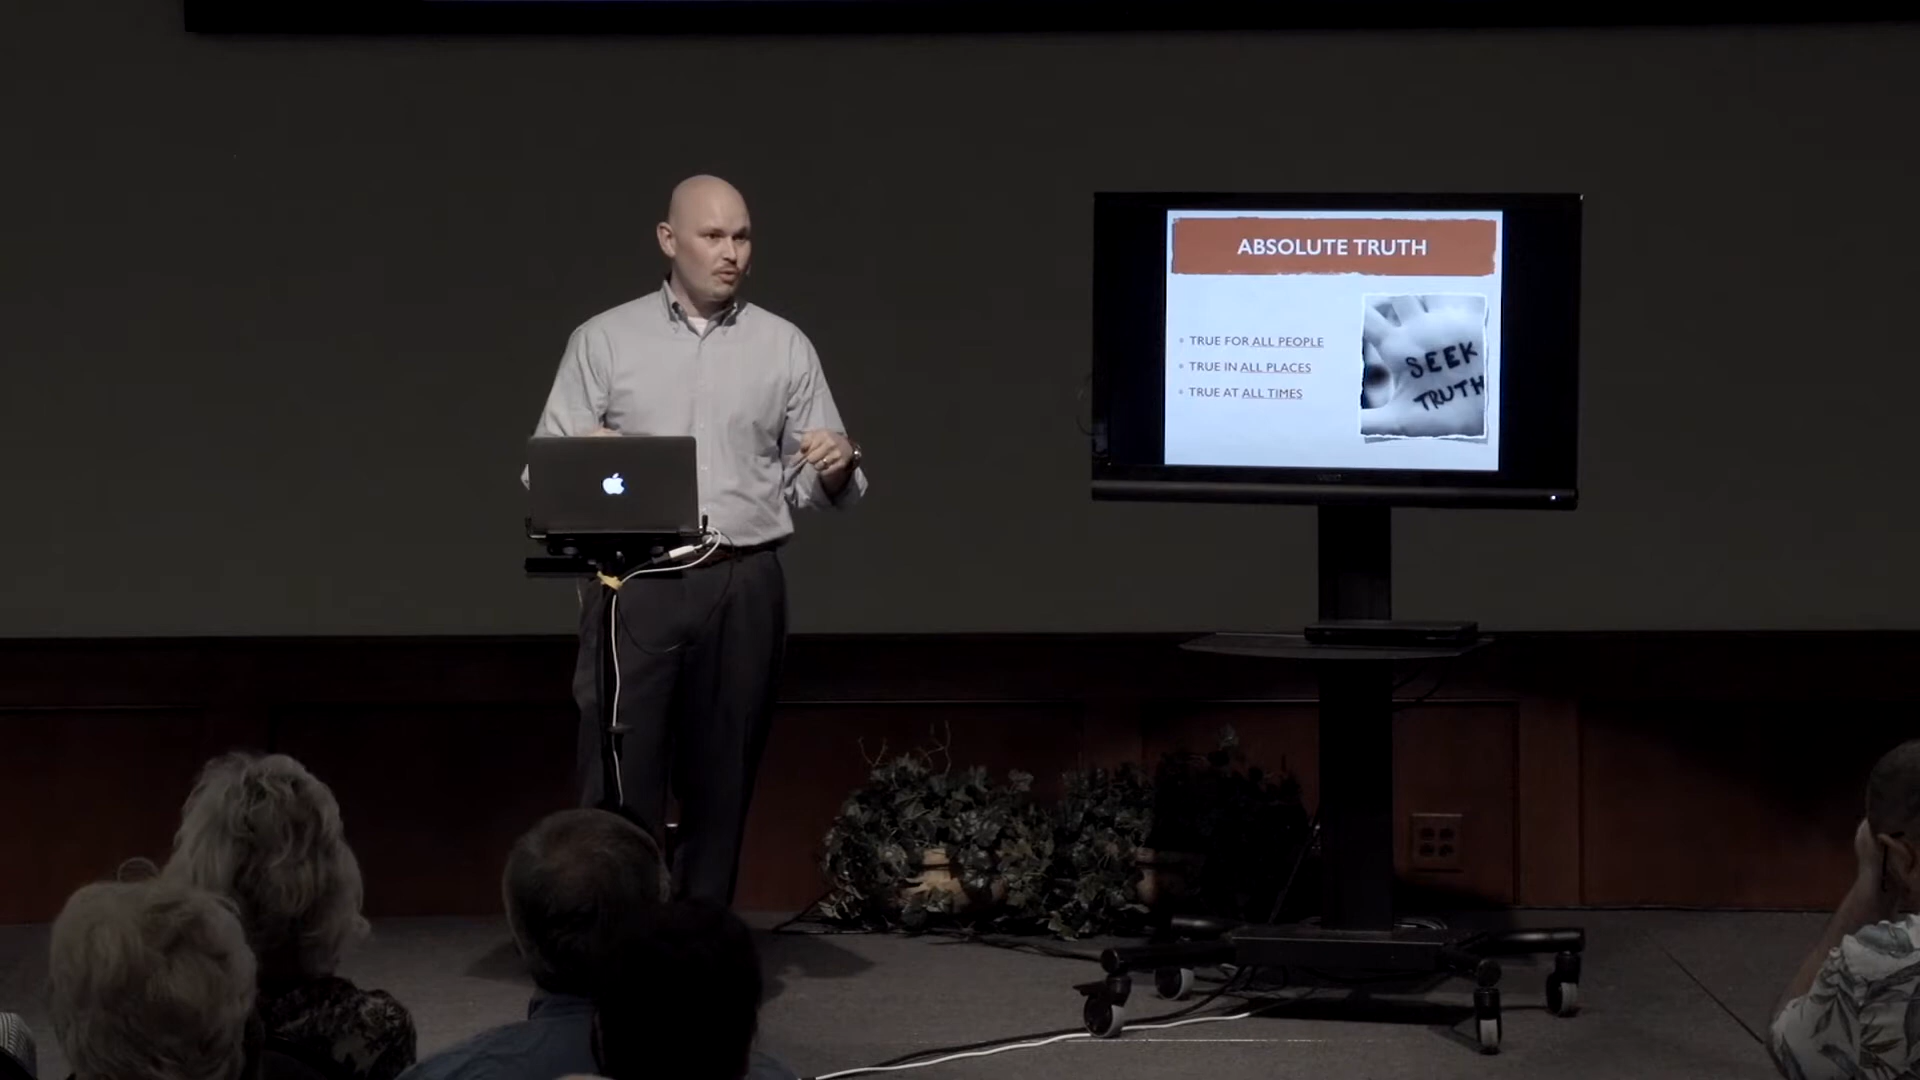 ABSOLUTE TRUTH
TRUE FOR ALL PEOPLE
TRUE IN ALL PLACES
TRUE AT ALL TIMES
SEEK
TRUTH